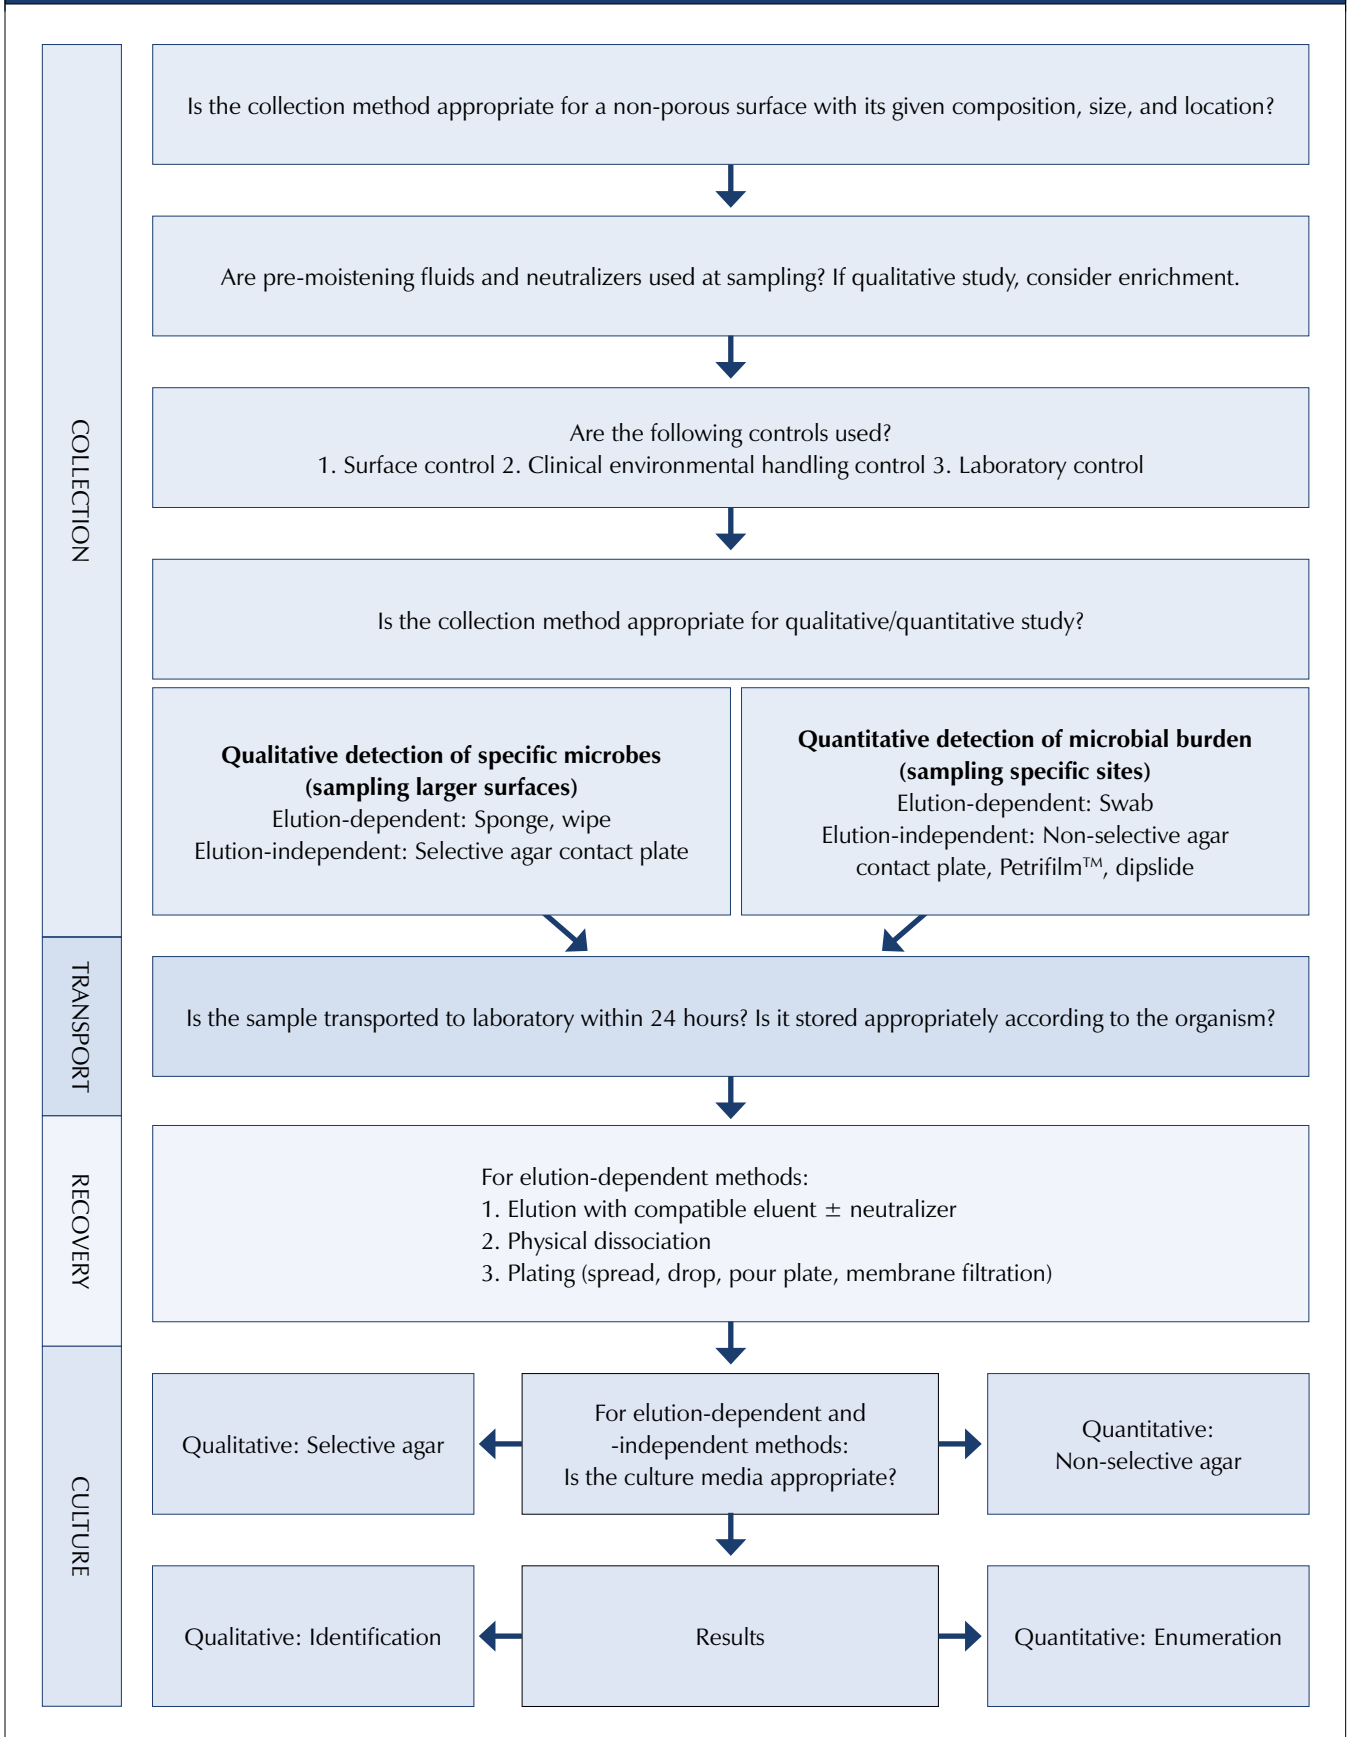 COLLECTION
Is the collection method appropriate for a non-porous surface with its given composition, size, and location?
Are pre-moistening fluids and neutralizers used at sampling? If qualitative study, consider enrichment.
Are the following controls used?
1. Surface control 2. Clinical environmental handling control 3. Laboratory control
Is the collection method appropriate for qualitative/quantitative study?
Qualitative detection of specific microbes
(sampling larger surfaces)
Elution-dependent: Sponge, wipe
Elution-independent: Selective agar contact plate
Quantitative detection of microbial burden
(sampling specific sites)
Elution-dependent: Swab
Elution-independent: Non-selective agar
contact plate, Petrifilm™, dipslide
TRANSPORT
Is the sample transported to laboratory within 24 hours? Is it stored appropriately according to the organism?
RECOVERY
For elution-dependent methods:
1. Elution with compatible eluent ± neutralizer
2. Physical dissociation
3. Plating (spread, drop, pour plate, membrane filtration)
CULTURE
Qualitative: Selective agar
For elution-dependent and
-independent methods:
Is the culture media appropriate?
Quantitative:
Non-selective agar
Qualitative: Identification
Results
Quantitative: Enumeration